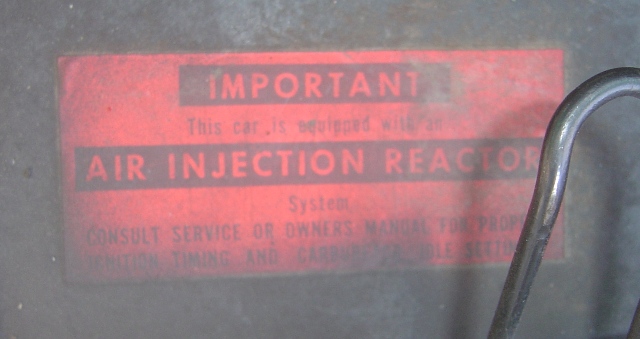 IMPORTANT
This car is equipped with an
AIR INJECTION REACTOR
System
CONSULT SERVICE OR OWNERS MANUAL FOR
IGNITION TIMING AND IDLE